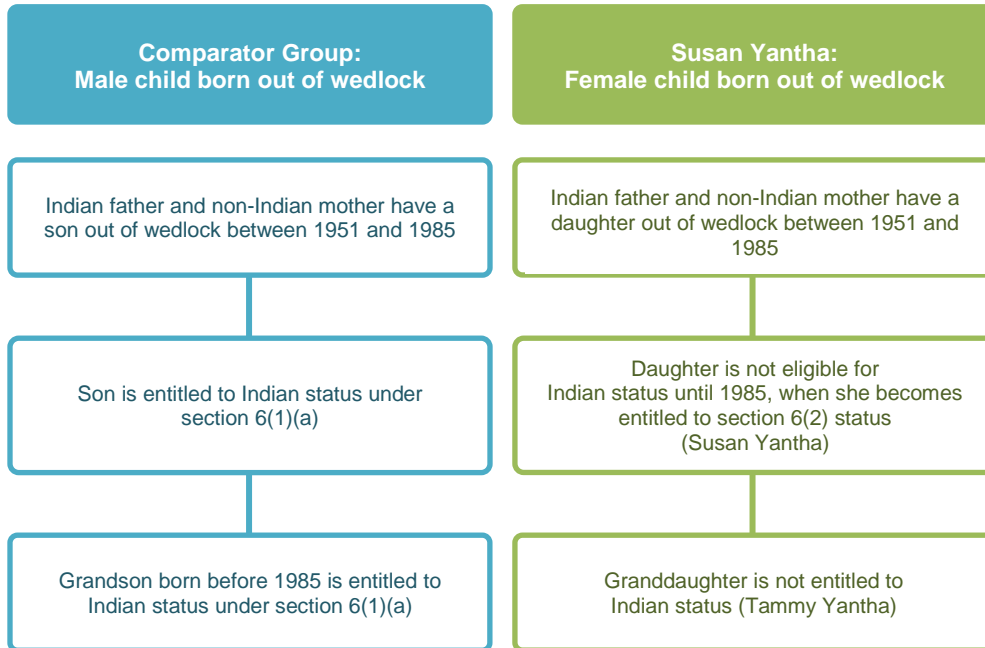 Comparator Group:
Male child born out of wedlock
Indian father and non-Indian mother have a
son out of wedlock between 1951 and 1985
Son is entitled to Indian status under
section 6(1)(a)
Grandson born before 1985 is entitled to
Indian status under section 6(1)(a)
Susan Yantha:
Female child born out of wedlock
Indian father and non-Indian mother have a
daughter out of wedlock between 1951 and
1985
Daughter is not eligible for
Indian status until 1985, when she becomes
entitled to section 6(2) status
(Susan Yantha)
Granddaughter is not entitled to
Indian status (Tammy Yantha)